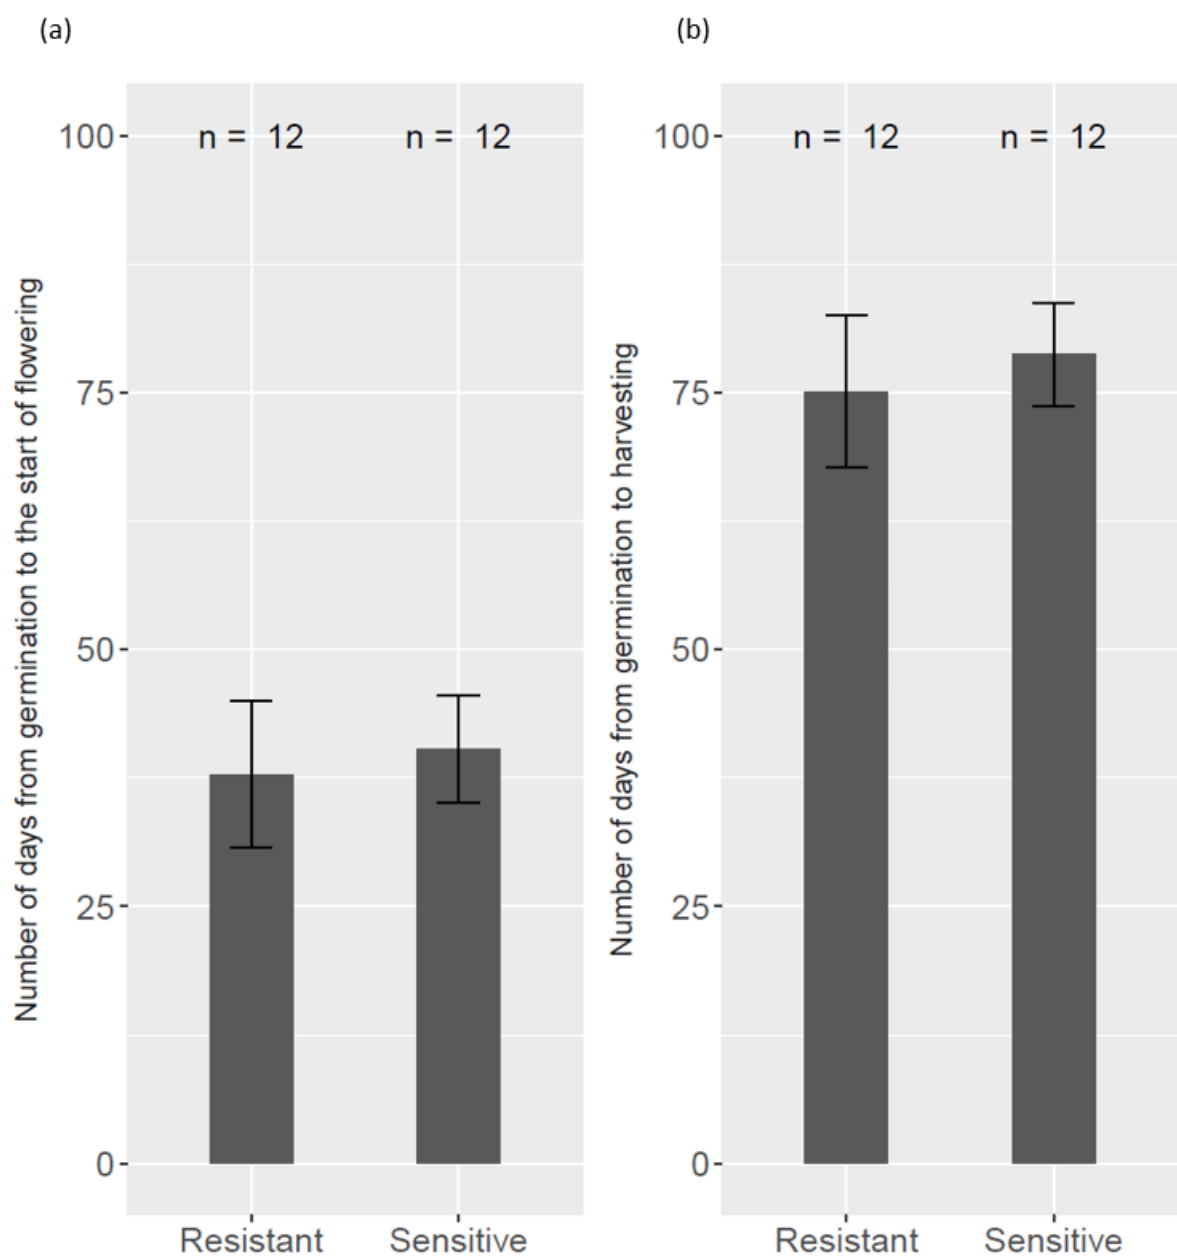 (a)
(b)
Number of days from germination to the start of flowering
100
75
50
25
0
n = 12
n = 12
Resistant
Sensitive
Number of days from germination to harvesting
100
75
50
25
0
n = 12
n = 12
Resistant
Sensitive